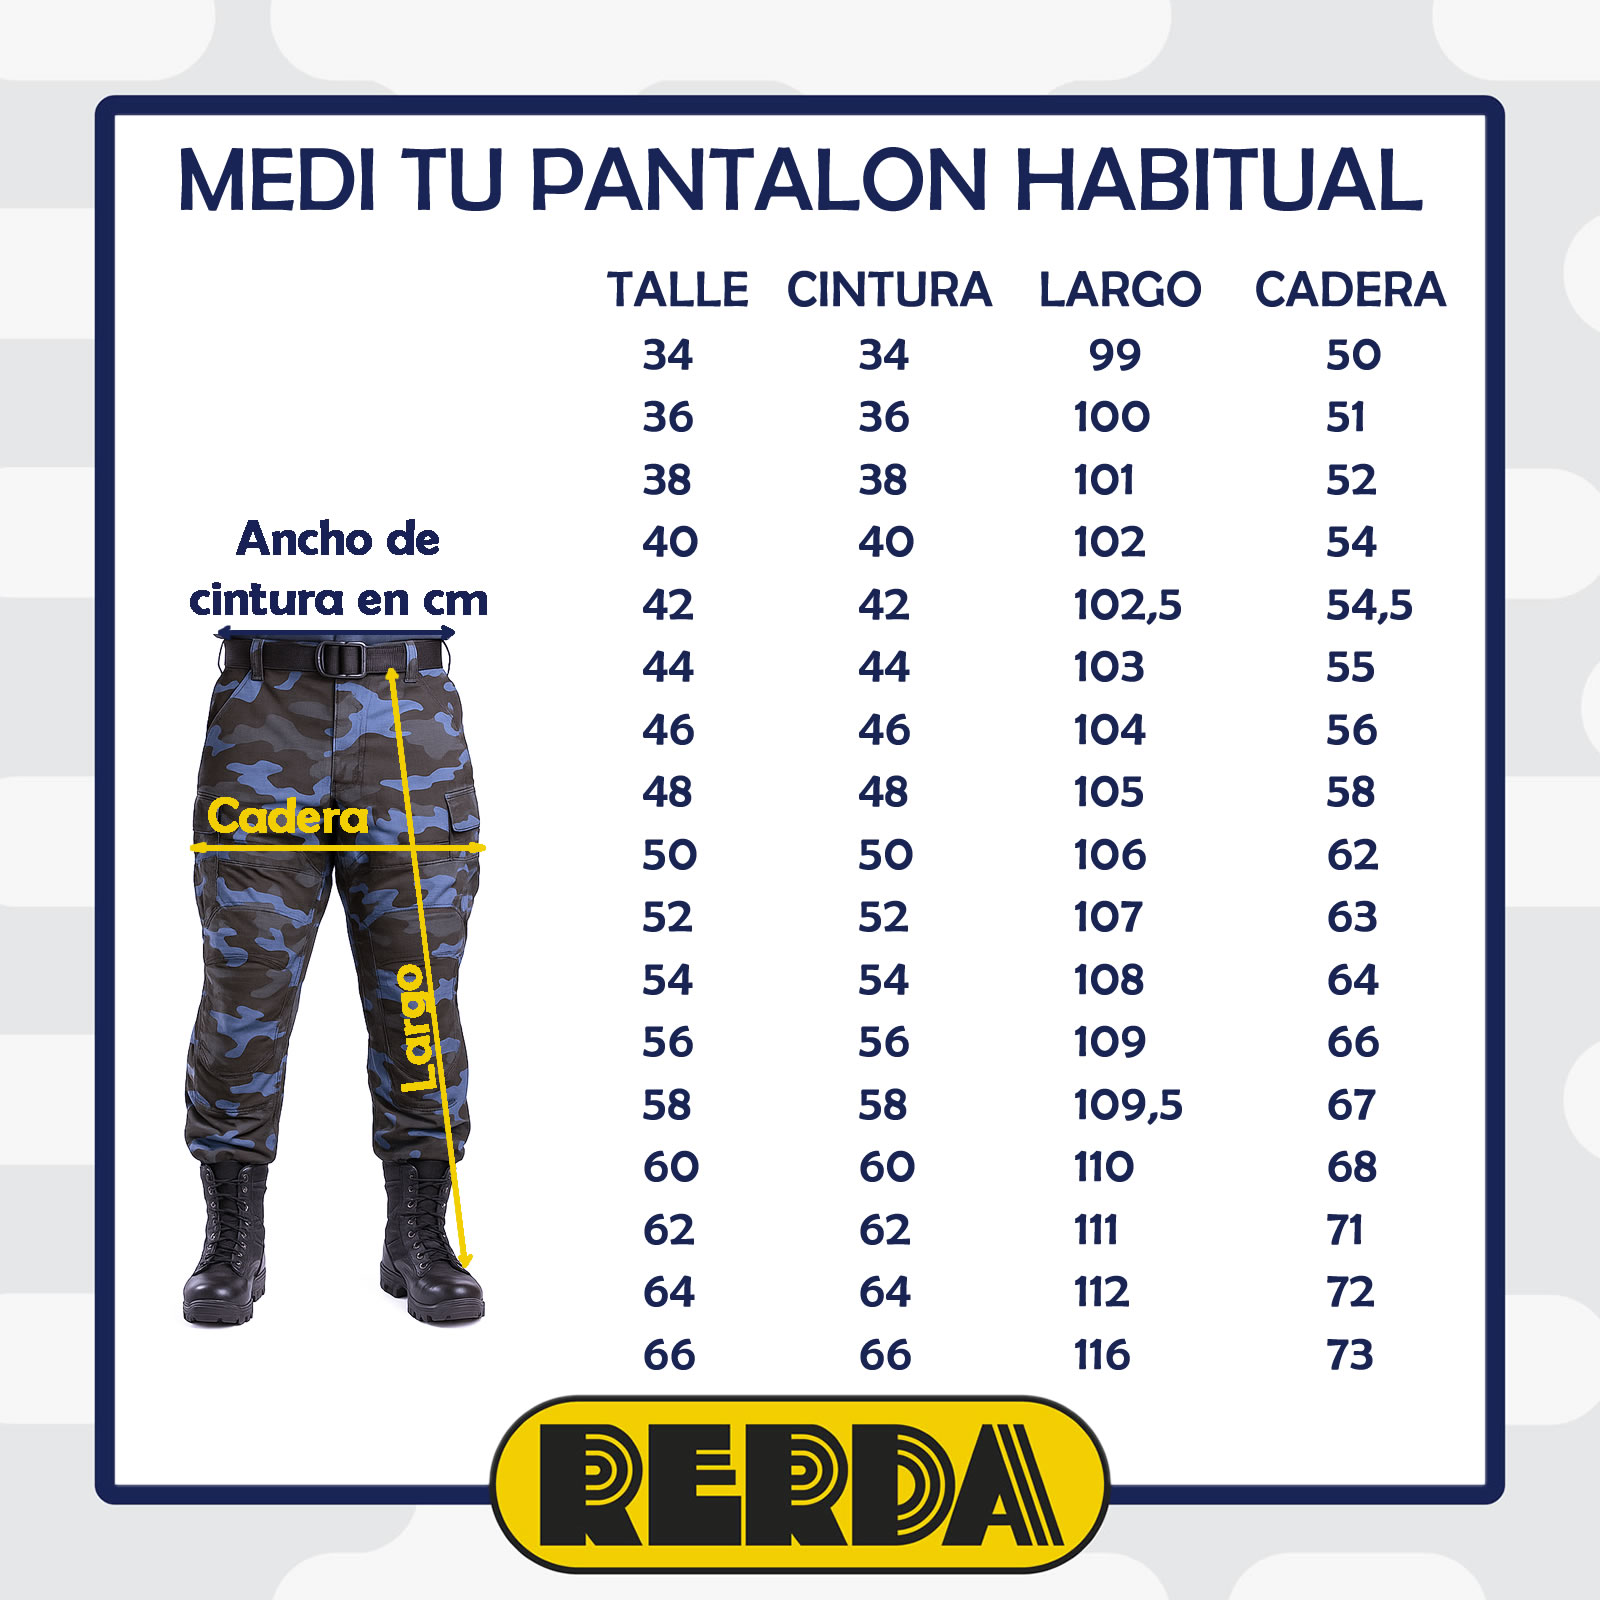 MEDI TU PANTALON HABITUAL
TALLE CINTURA LARGO CADERA
34 34 99 50
36 36 100 51
38 38 101 52
40 40 102 54
42 42 102,5 54,5
44 44 103 55
46 46 104 56
48 48 105 58
50 50 106 62
52 52 107 63
54 54 108 64
56 56 109 66
58 58 109,5 67
60 60 110 68
62 62 111 71
64 64 112 72
66 66 116 73
Ancho de
cintura en cm
Cadera
Largo
RERDA